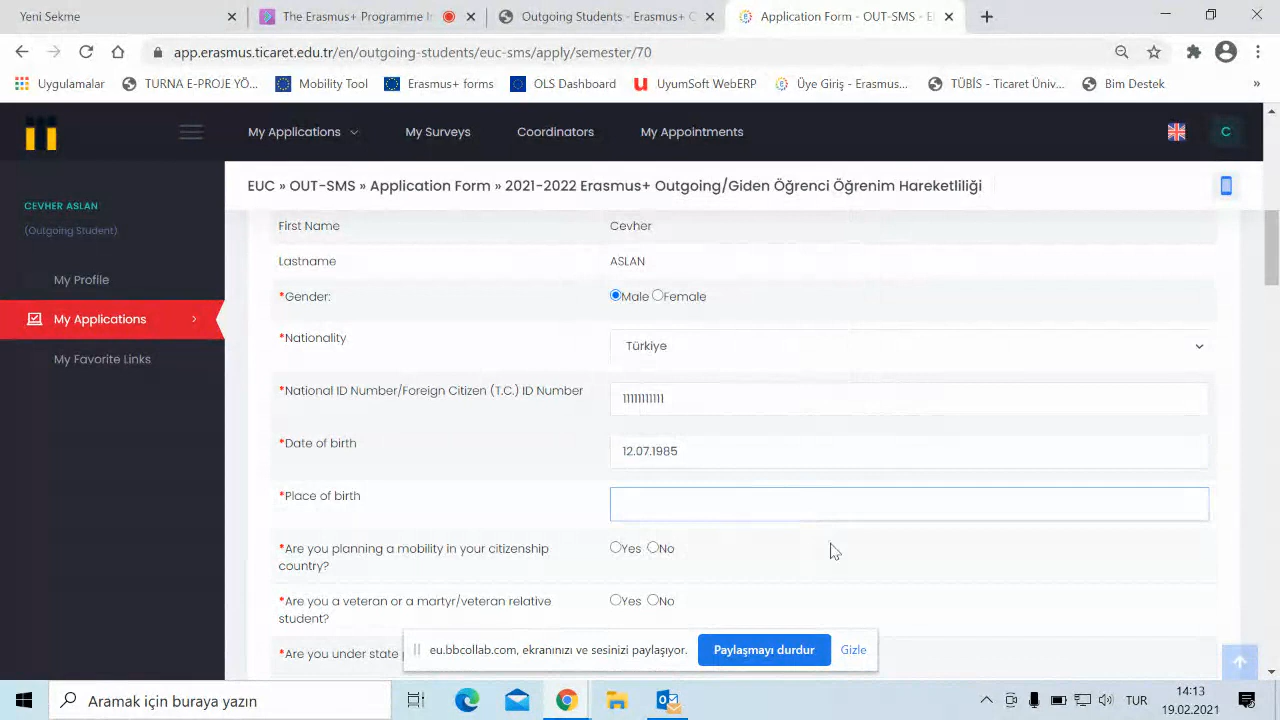 Yeni Sekme
The Erasmus+ Programme I
Outgoing Students - Erasmus+ C
Application Form - OUT-SMS - E
app.erasmus.ticaret.edu.tr/en/outgoing-students/euc-sms/apply/semester/70
Uygulamalar
TURNA E-PROJE YÖ...
Mobility Tool
Erasmus+ forms
OLS Dashboard
UyumSoft WebERP
Üye Giriş - Erasmus...
TÜBIS - Ticaret Üniv...
Bim Destek
»
My Applications
My Surveys
Coordinators
My Appointments
C
EUC » OUT-SMS » Application Form » 2021-2022 Erasmus+ Outgoing/Giden Öğrenci Öğrenim Hareketliliği
CEVHER ASLAN
(Outgoing Student)
My Profile
My Applications
My Favorite Links
First Name Cevher
Lastname ASLAN
*Gender: Male Female
*Nationality Türkiye
*National ID Number/Foreign Citizen (T.C.) ID Number 11111111111
*Date of birth 12.07.1985
*Place of birth
*Are you planning a mobility in your citizenship Yes No
country?
*Are you a veteran or a martyr/veteran relative Yes No
student?
*Are you under state
eu.bbcollab.com, ekranınızı ve sesinizi paylaşıyor. Paylaşmayı durdur Gizle
Aramak için buraya yazın
TUR
14:13
19.02.2021